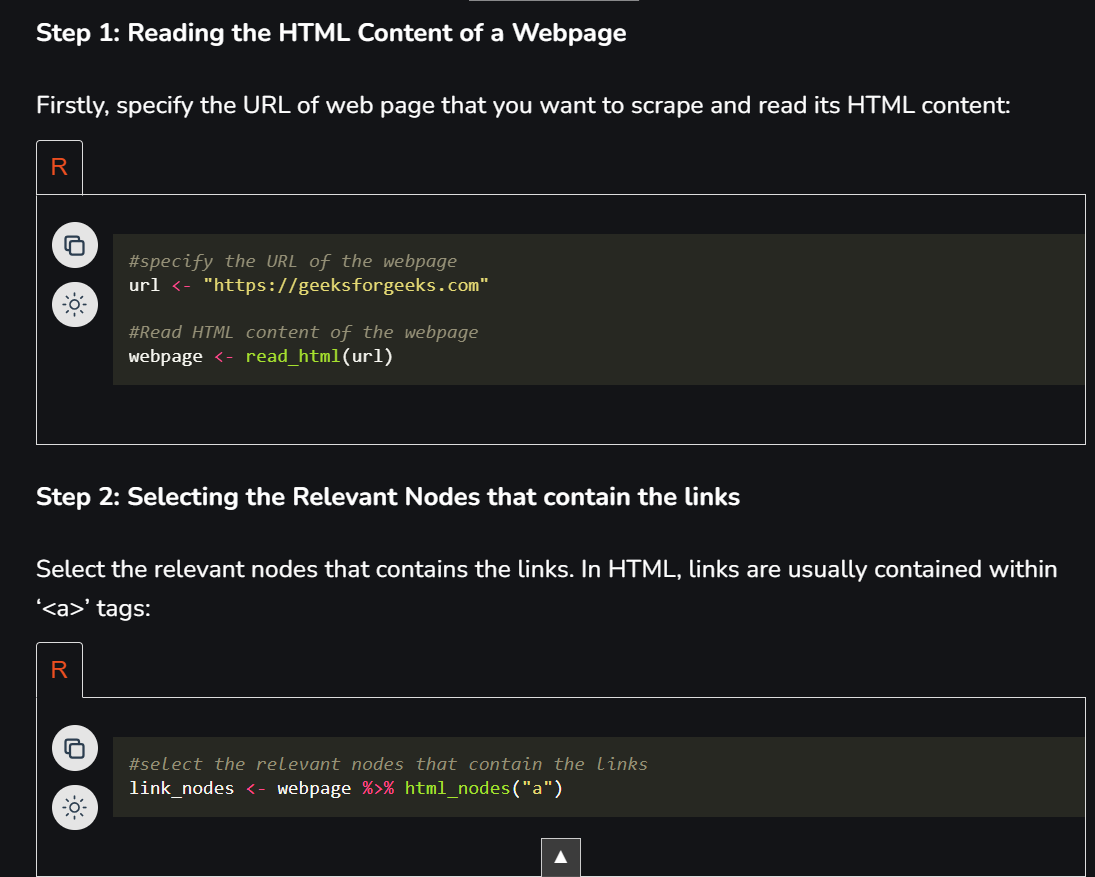 Step 1: Reading the HTML Content of a Webpage
Firstly, specify the URL of web page that you want to scrape and read its HTML content:
R
#specify the URL of the webpage
url <- "https://geeksforgeeks.com"
#Read HTML content of the webpage
webpage <- read_html(url)
Step 2: Selecting the Relevant Nodes that contain the links
Select the relevant nodes that contains the links. In HTML, links are usually contained within
‘<a>’ tags:
R
#select the relevant nodes that contain the links
link_nodes <- webpage %>% html_nodes("a")